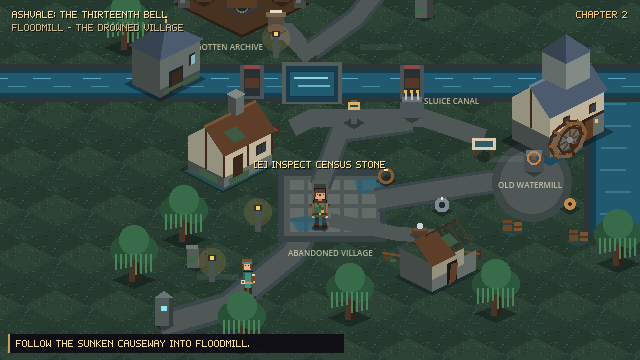 ASHVALE: THE THIRTEENTH BELL
FLOODMILL - THE DROWNED VILLAGE
CHAPTER 2
GOTTEN ARCHIVE
SLUICE CANAL
[E] INSPECT CENSUS STONE
OLD WATERMILL
ABANDONED VILLAGE
FOLLOW THE SUNKEN CAUSEWAY INTO FLOODMILL.